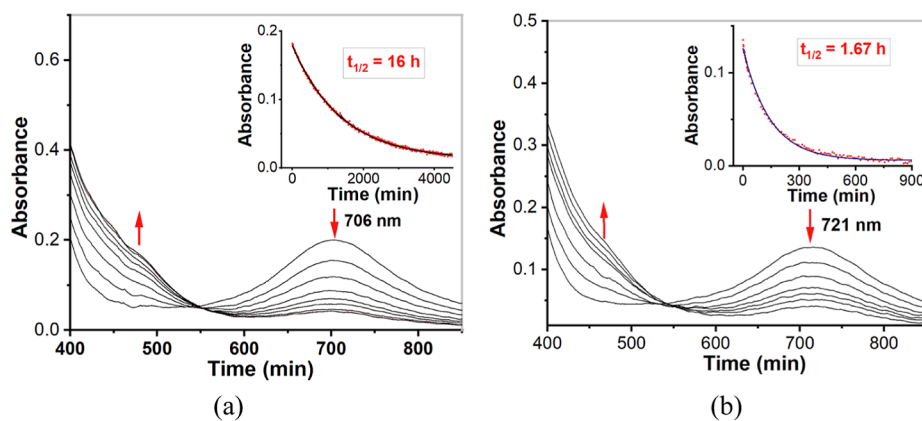 (a)
Absorbance
0.6
0.4
0.2
0.0
400 500 600 700 800
Time (min)
706 nm
Absorbance
0.2
0.1
0.0
0 2000 4000
Time (min)
t1/2 = 16 h
(a)
b)
Absorbance
0.5
0.4
0.3
0.2
0.1
400 500 600 700 800
Time (min)
721 nm
Absorbance
0.1
0.0
0 300 600 900
Time (min)
t1/2 = 1.67 h
(b)